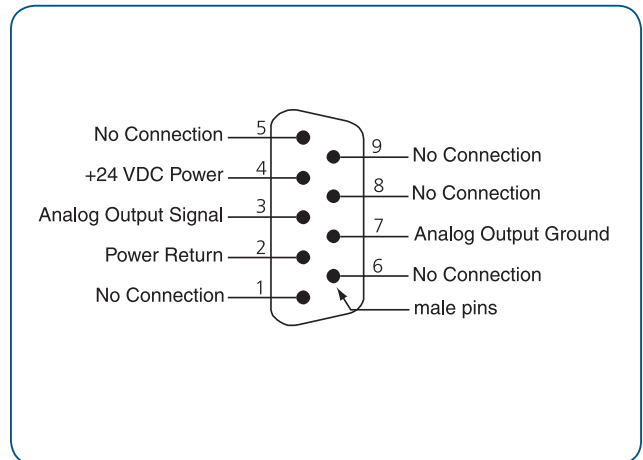 No Connection 5
+24 VDC Power 4
Analog Output Signal 3
Power Return 2
No Connection 1
9 No Connection
8 No Connection
7 Analog Output Ground
6 No Connection
male pins